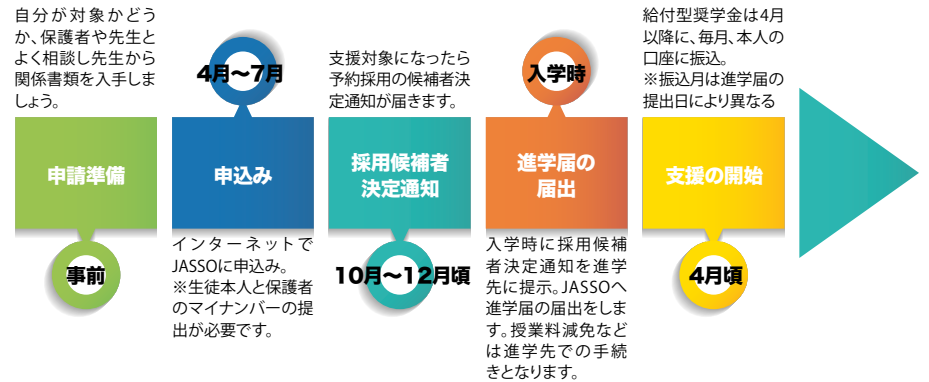 自分が対象かどう
か、保護者や先生と
よく相談し先生から
関係書類を入手しま
しょう。
申請準備
事前
4月〜7月
申込み
インターネットで
JASSOに申込み。
※生徒本人と保護者
のマイナンバーの提
出が必要です。
支援対象になったら
予約採用の候補者決
定通知が届きます。
採用候補者
決定通知
10月〜12月頃
入学時
進学届の
届出
入学時に採用候補
者決定通知を進学
先に提示。JASSOへ
進学届の届出をしま
す。授業料減免など
は進学先での手続
きとなります。
給付型奨学金は4月
以降に、毎月、本人の
口座に振込。
※振込月は進学届の
提出日により異なる
支援の開始
4月頃